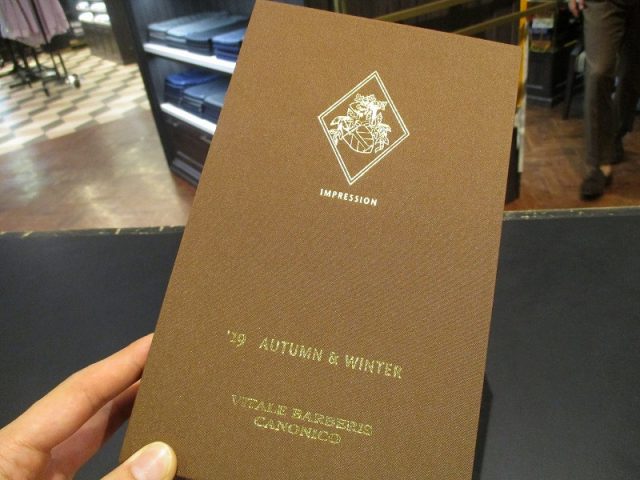 IMPRESSION
'19 AUTUMN & WINTER
VITALE BARBERIS
CANONICO